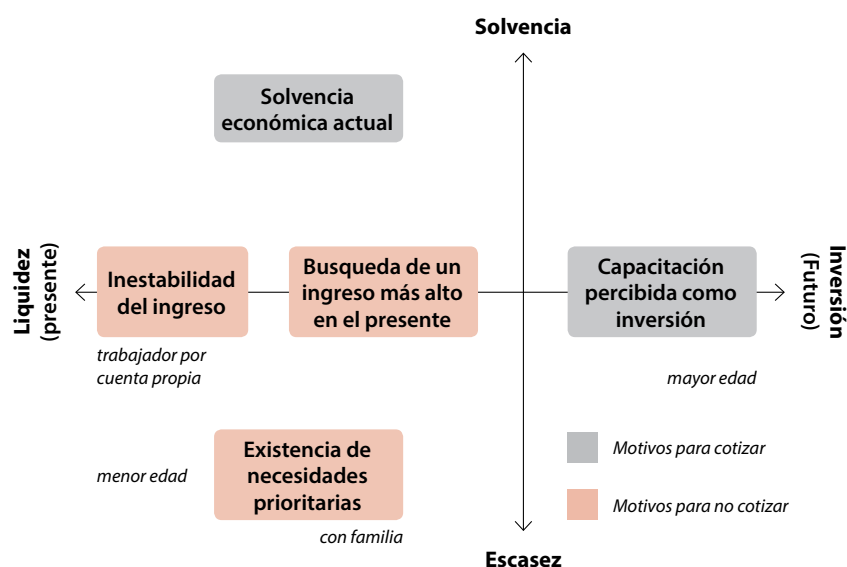 Solvencia
Solvencia
económica actual
Liquidez
(presente)
Inestabilidad
del ingreso
Busqueda de un
ingreso más alto
en el presente
Capacitación
percibida como
inversión
Inversión
(Futuro)
trabajador por
cuenta propia
mayor edad
menor edad
Existencia de
necesidades
prioritarias
con familia
Motivos para cotizar
Motivos para no cotizar
Escasez